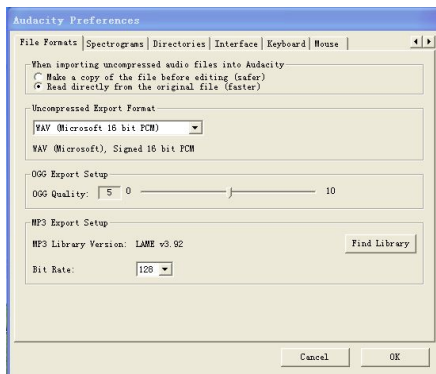 Audacity Preferences
File Formats Spectrograms Directories Interface Keyboard Mouse
When importing uncompressed audio files into Audacity
Make a copy of the file before editing (safer)
Read directly from the original file (faster)
Uncompressed Export Format
WAV (Microsoft 16 bit PCM)
WAV (Microsoft), Signed 16 bit PCM
OGG Export Setup
OGG Quality: 5 0 10
MP3 Export Setup
MP3 Library Version: LAME v3.92 Find Library
Bit Rate: 128
Cancel OK